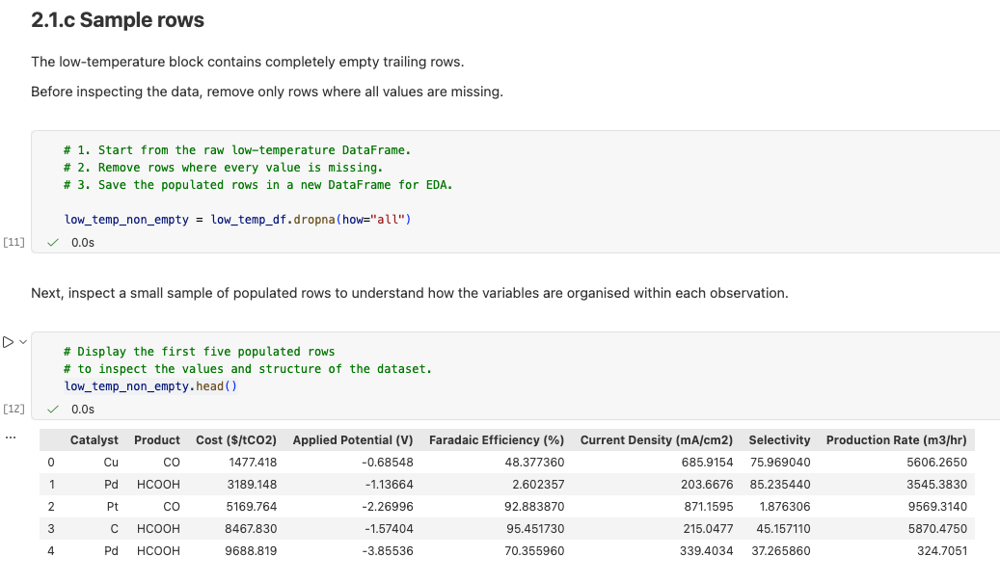 2.1.c Sample rows
The low-temperature block contains completely empty trailing rows.
Before inspecting the data, remove only rows where all values are missing.
# 1. Start from the raw low-temperature DataFrame.
# 2. Remove rows where every value is missing.
# 3. Save the populated rows in a new DataFrame for EDA.
low_temp_non_empty = low_temp_df.dropna(how="all")
[11] ✓ 0.0s
Next, inspect a small sample of populated rows to understand how the variables are organised within each observation.
# Display the first five populated rows
# to inspect the values and structure of the dataset.
low_temp_non_empty.head()
[12] ✓ 0.0s
... Catalyst Product Cost ($/tCO2) Applied Potential (V) Faradaic Efficiency (%) Current Density (mA/cm2) Selectivity Production Rate (m3/hr)
0 Cu CO 1477.418 -0.68548 48.377360 685.9154 75.969040 5606.2650
1 Pd HCOOH 3189.148 -1.13664 2.602357 203.6676 85.235440 3545.3830
2 Pt CO 5169.764 -2.26996 92.883870 871.1595 1.876306 9569.3140
3 C HCOOH 8467.830 -1.57404 95.451730 215.0477 45.157110 5870.4750
4 Pd HCOOH 9688.819 -3.85536 70.355960 339.4034 37.265860 324.7051